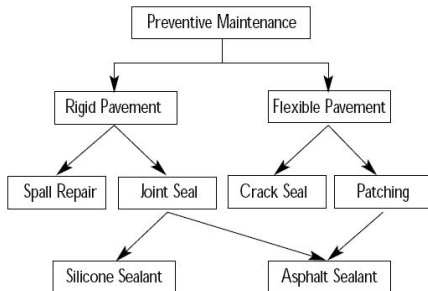 Preventive Maintenance
Rigid Pavement
Flexible Pavement
Spall Repair
Joint Seal
Crack Seal
Patching
Silicone Sealant
Asphalt Sealant